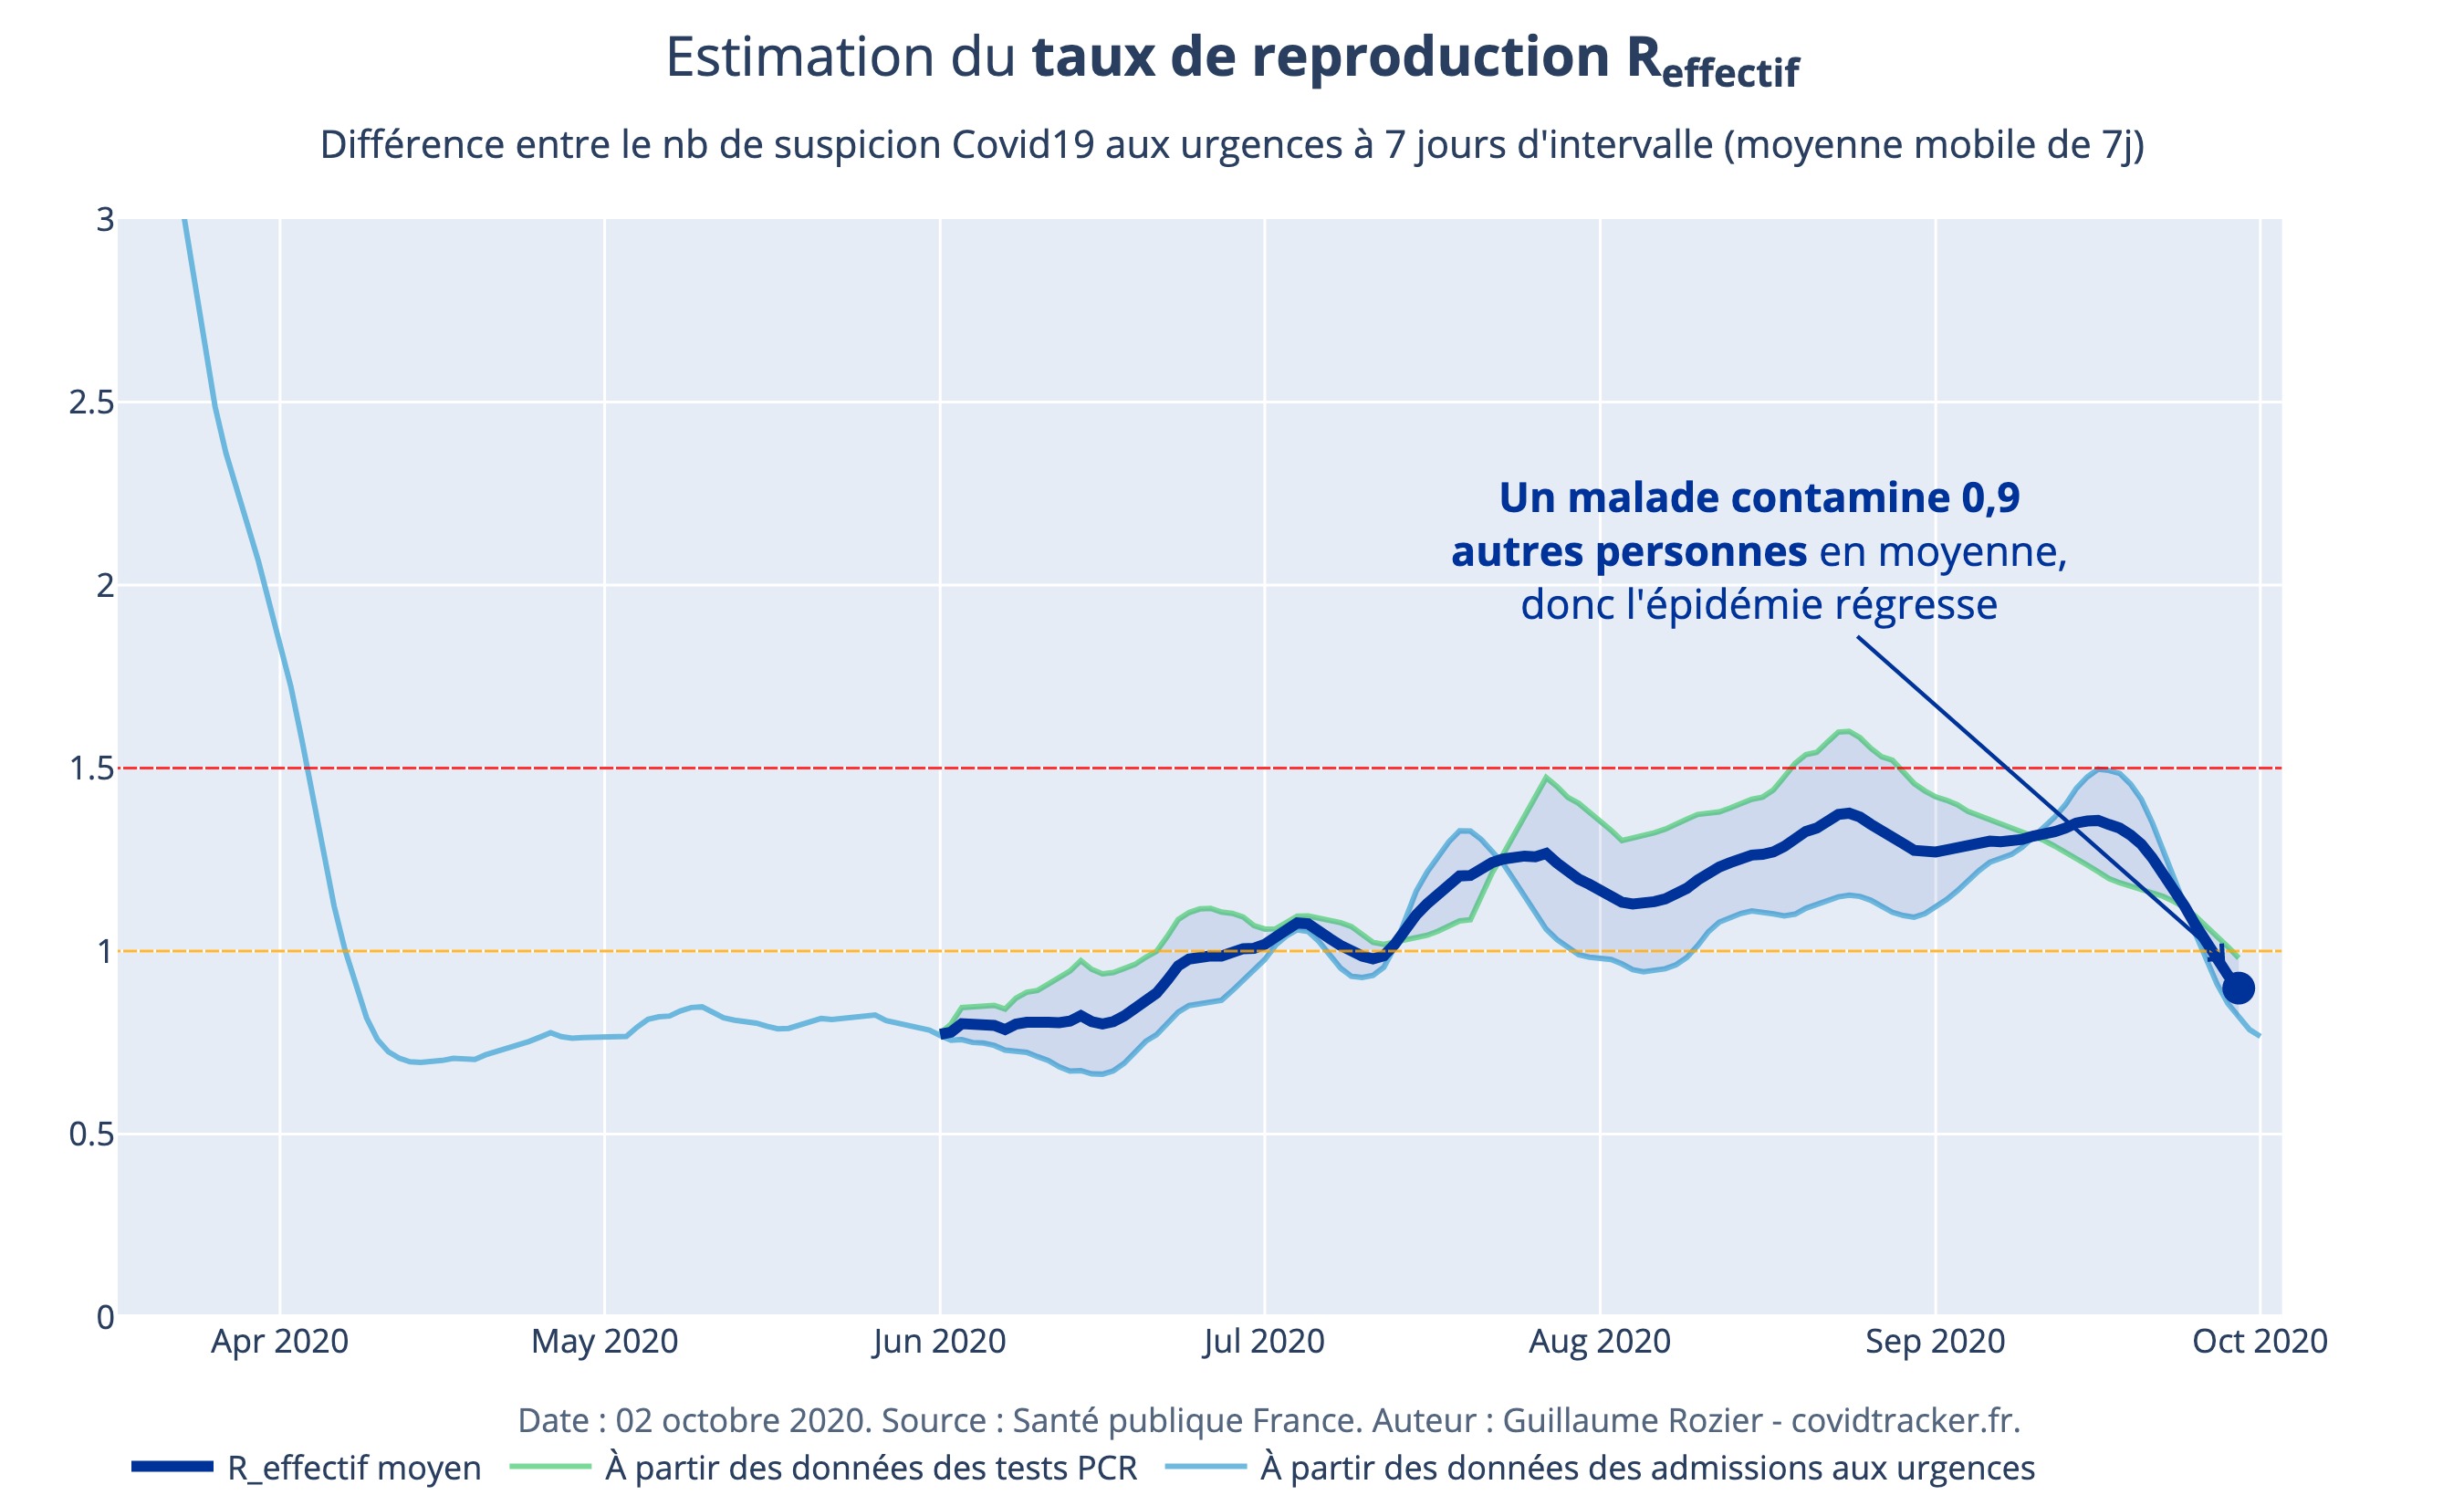 Estimation du taux de reproduction Reffectif
Différence entre le nb de suspicion Covid19 aux urgences à 7 jours d'intervalle (moyenne mobile de 7j)
3
2.5
2
1.5
1
0.5
0
Un malade contamine 0,9
autres personnes en moyenne,
donc l'épidémie régresse
Apr 2020 May 2020 Jun 2020 Jul 2020 Aug 2020 Sep 2020 Oct 2020
Date : 02 octobre 2020. Source : Santé publique France. Auteur : Guillaume Rozier - covidtracker.fr.
R_effectif moyen À partir des données des tests PCR À partir des données des admissions aux urgences